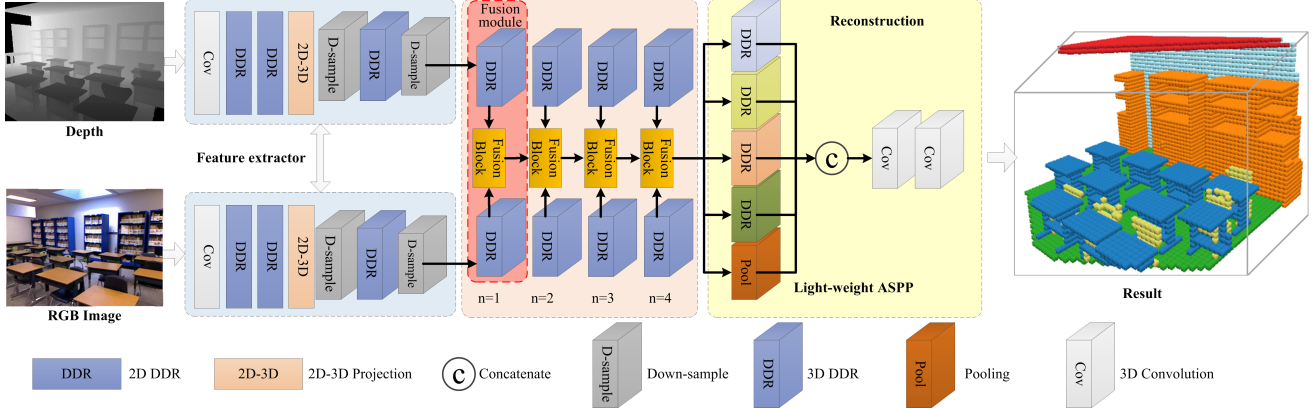 Depth
Cov
DDR
DDR
2D-3D
D-sample
DDR
D-sample
Feature extractor
RGB Image
Cov
DDR
DDR
2D-3D
D-sample
DDR
D-sample
Fusion
module
DDR
DDR
DDR
DDR
Fusion
Block
Fusion
Block
Fusion
Block
Fusion
Block
DDR
DDR
DDR
DDR
n=1
n=2
n=3
n=4
Reconstruction
DDR
DDR
DDR
DDR
Pool
Light-weight ASPP
C
Cov
Cov
Result
DDR
2D DDR
2D-3D
2D-3D Projection
C
Concatenate
D-sample
Down-sample
DDR
3D DDR
Pool
Pooling
Cov
3D Convolution